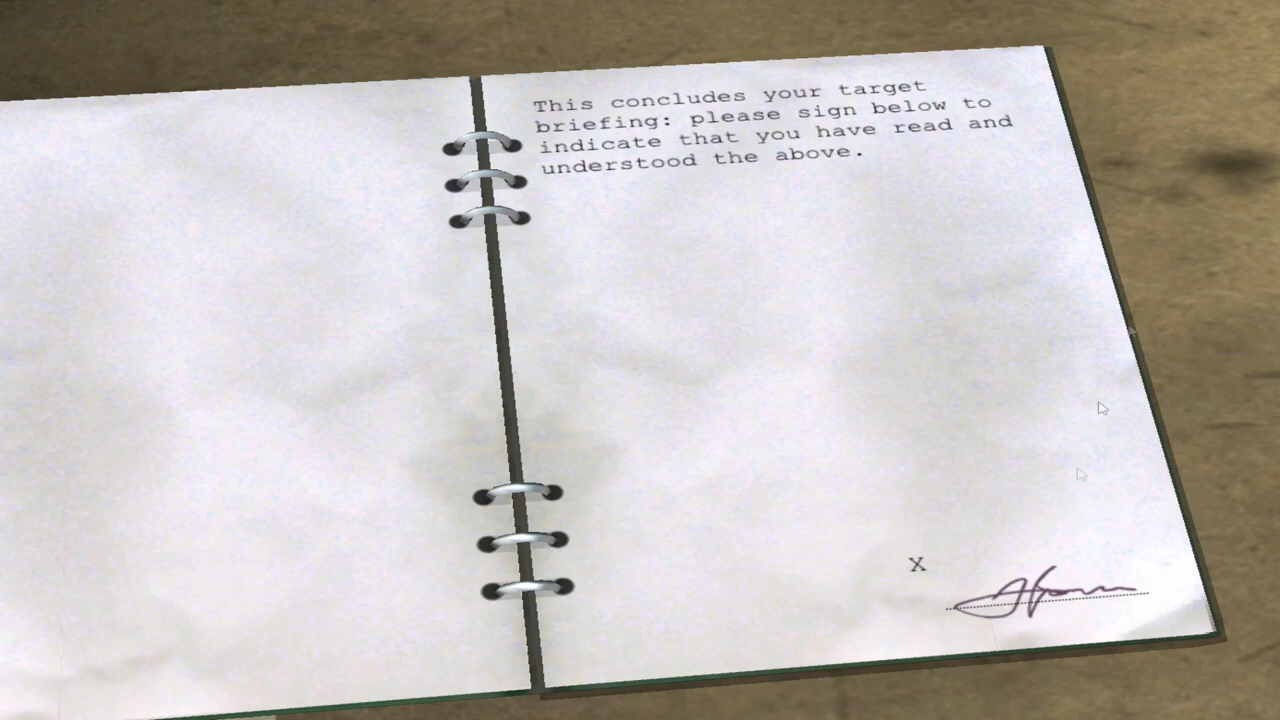 This concludes your target
briefing: please sign below to
indicate that you have read and
understood the above.
X